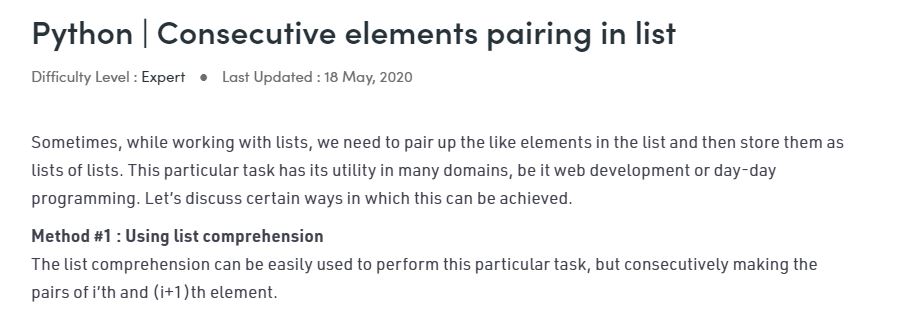 Python | Consecutive elements pairing in list
Difficulty Level : Expert ● Last Updated : 18 May, 2020
Sometimes, while working with lists, we need to pair up the like elements in the list and then store them as
lists of lists. This particular task has its utility in many domains, be it web development or day-day
programming. Let’s discuss certain ways in which this can be achieved.
Method #1 : Using list comprehension
The list comprehension can be easily used to perform this particular task, but consecutively making the
pairs of i’th and (i+1)th element.